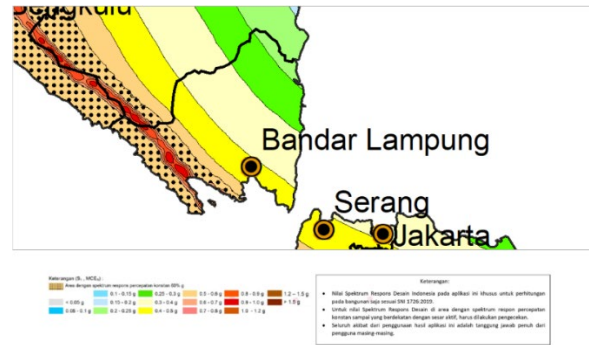 Bengkulu
Bandar Lampung
Serang
Jakarta
Keterangan (S₁, MCEᵣ) :
Area dengan spektrum respons percepatan konstan 80% g
0.1 - 0.15 g 0.25 - 0.3 g 0.5 - 0.6 g 0.8 - 0.9 g 1.2 - 1.5 g
< 0.05 g 0.15 - 0.2 g 0.3 - 0.4 g 0.6 - 0.7 g 0.9 - 1.0 g > 1.5 g
0.05 - 0.1 g 0.2 - 0.25 g 0.4 - 0.5 g 0.7 - 0.8 g 1.0 - 1.2 g
Keterangan:
• Nilai Spektrum Respons Desain Indonesia pada aplikasi ini khusus untuk perhitungan
pada bangunan saja sesuai SNI 1726:2019.
• Untuk nilai Spektrum Respons Desain di area dengan spektrum respon percepatan
konstan sampai yang berdekatan dengan sesar aktif, harus dilakukan pengecekan.
• Seluruh akibat dari penggunaan hasil aplikasi ini adalah tanggung jawab penuh dari
pengguna masing-masing.